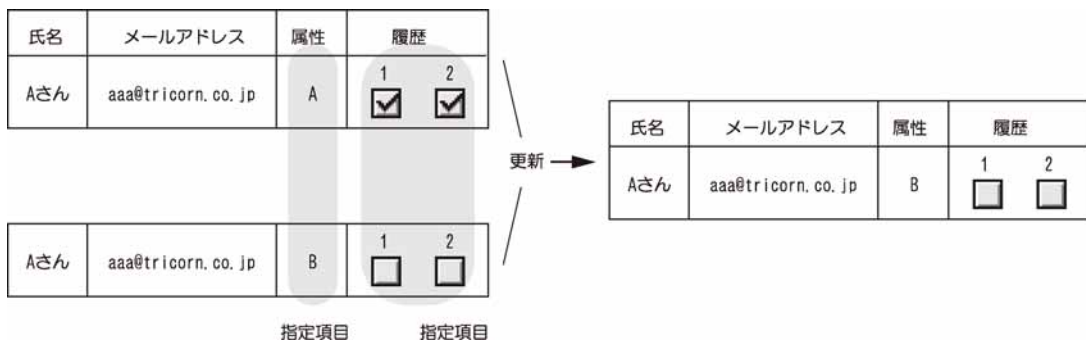 氏名 メールアドレス 属性 履歴
Aさん aaa@tricorn.co.jp A 1 2
更新
氏名 メールアドレス 属性 履歴
Aさん aaa@tricorn.co.jp B 1 2
Aさん aaa@tricorn.co.jp B 1 2
指定項目 指定項目